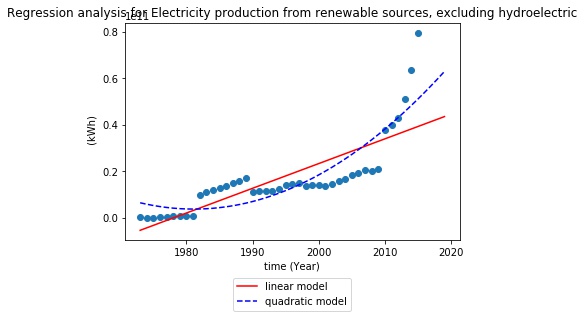 Regression analysis for Electricity production from renewable sources, excluding hydroelectric
1e11
0.8
0.6
0.4
0.2
0.0
(kWh)
1980
1990
2000
2010
2020
time (Year)
linear model
quadratic model